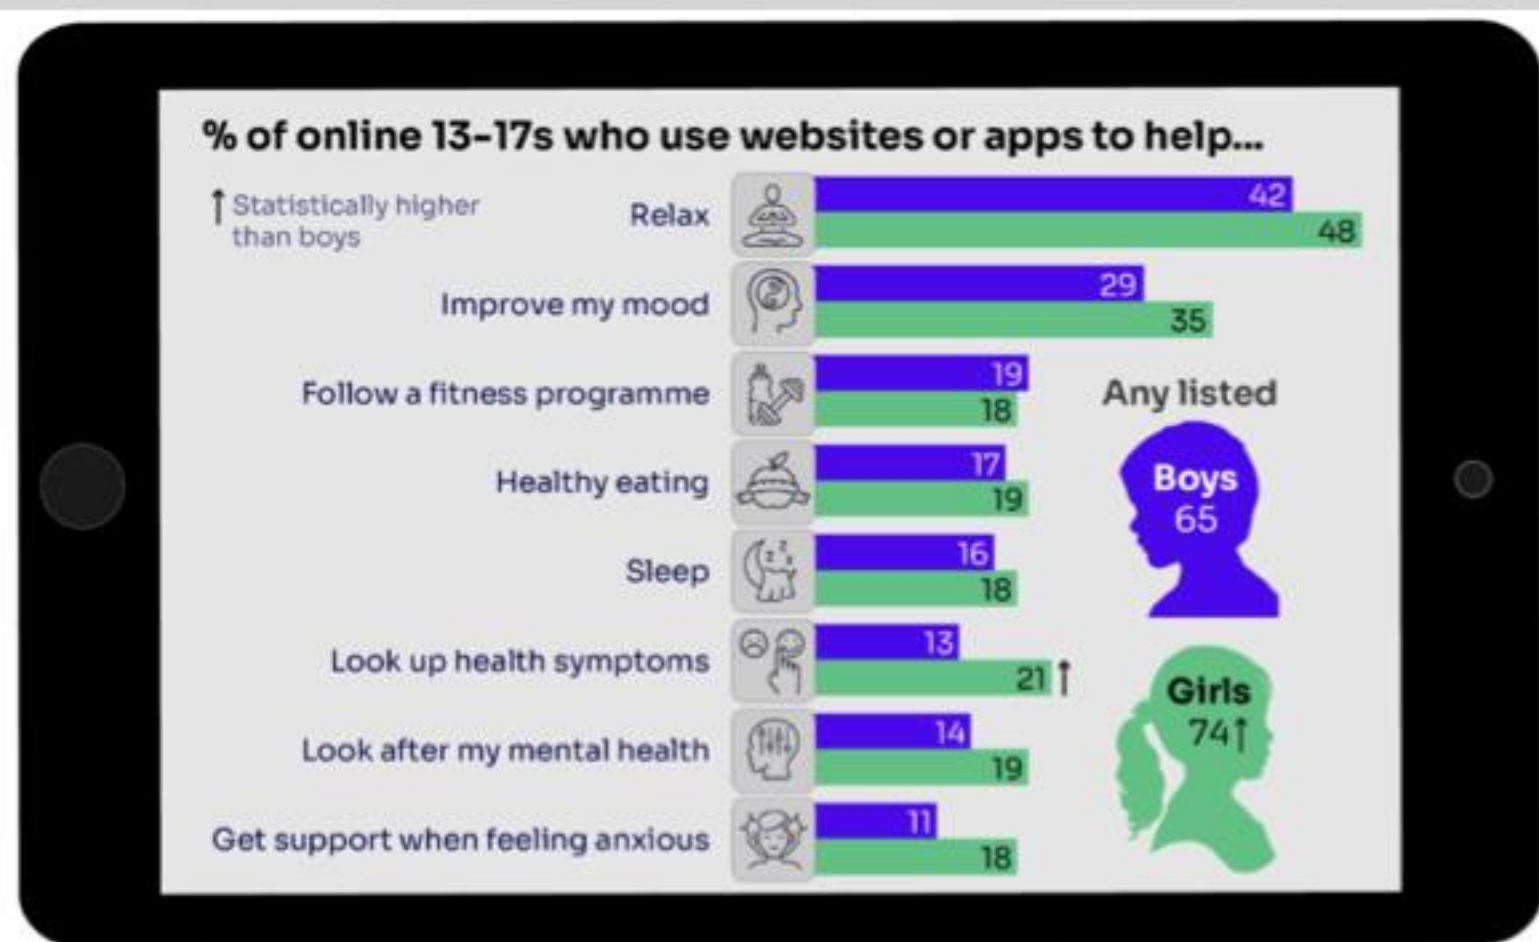 % of online 13-17s who use websites or apps to help...
↑ Statistically higher
than boys
Relax
42
48
Improve my mood
29
35
Follow a fitness programme
19
18
Healthy eating
17
19
Sleep
16
18
Look up health symptoms
13
21↑
Look after my mental health
14
19
Get support when feeling anxious
11
18
Any listed
Boys
65
Girls
74↑